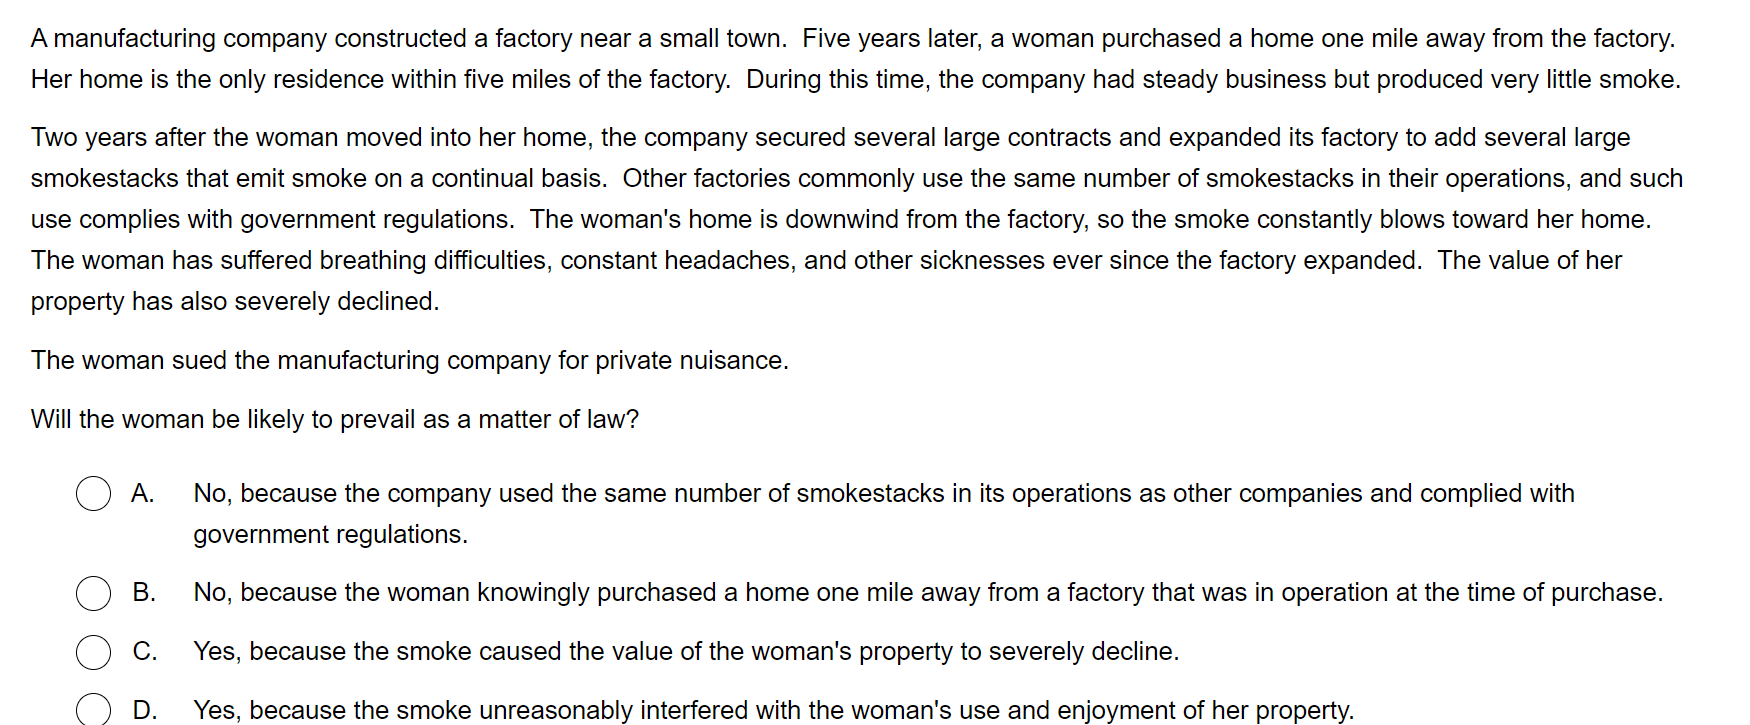 A manufacturing company constructed a factory near a small town.  Five years later, a woman purchased a home one mile away from the factory.
Her home is the only residence within five miles of the factory.  During this time, the company had steady business but produced very little smoke.
Two years after the woman moved into her home, the company secured several large contracts and expanded its factory to add several large
smokestacks that emit smoke on a continual basis.  Other factories commonly use the same number of smokestacks in their operations, and such
use complies with government regulations.  The woman's home is downwind from the factory, so the smoke constantly blows toward her home.
The woman has suffered breathing difficulties, constant headaches, and other sicknesses ever since the factory expanded.  The value of her
property has also severely declined.
The woman sued the manufacturing company for private nuisance.
Will the woman be likely to prevail as a matter of law?
A. No, because the company used the same number of smokestacks in its operations as other companies and complied with
government regulations.
B. No, because the woman knowingly purchased a home one mile away from a factory that was in operation at the time of purchase.
C. Yes, because the smoke caused the value of the woman's property to severely decline.
D. Yes, because the smoke unreasonably interfered with the woman's use and enjoyment of her property.